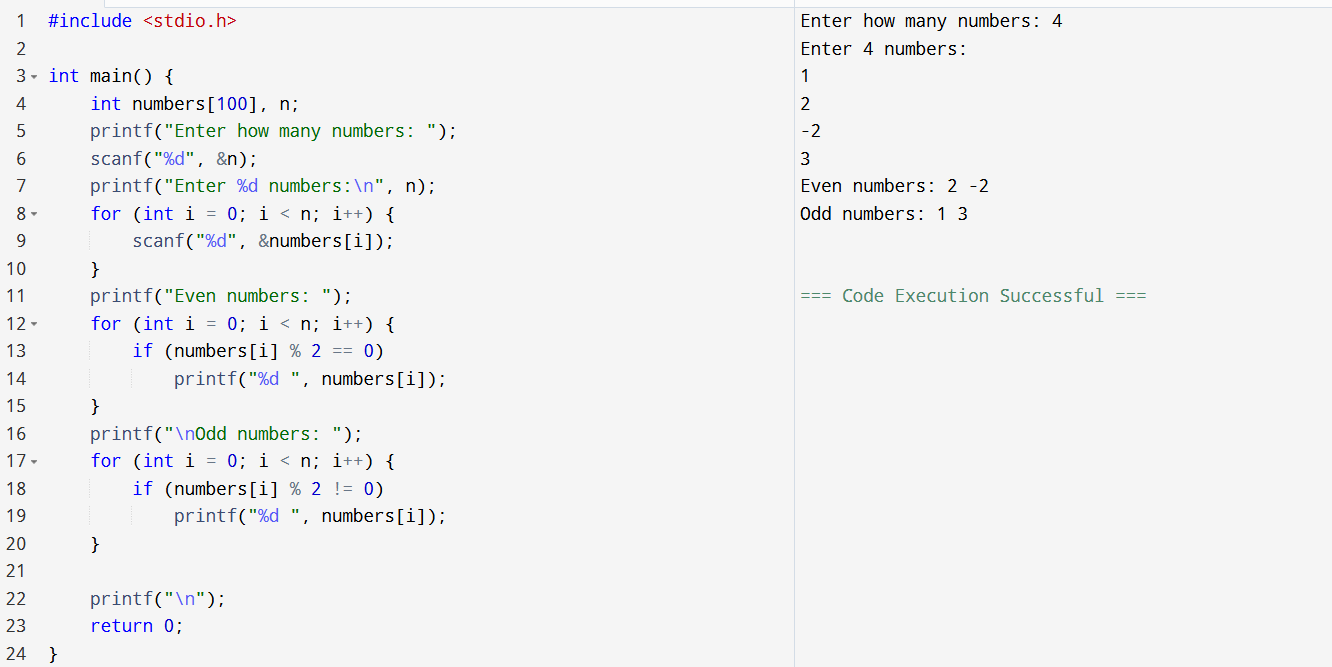 1 #include <stdio.h>
2
3 int main() {
4     int numbers[100], n;
5     printf("Enter how many numbers: ");
6     scanf("%d", &n);
7     printf("Enter %d numbers:\n", n);
8     for (int i = 0; i < n; i++) {
9         scanf("%d", &numbers[i]);
10     }
11     printf("Even numbers: ");
12     for (int i = 0; i < n; i++) {
13         if (numbers[i] % 2 == 0)
14             printf("%d ", numbers[i]);
15     }
16     printf("\nOdd numbers: ");
17     for (int i = 0; i < n; i++) {
18         if (numbers[i] % 2 != 0)
19             printf("%d ", numbers[i]);
20     }
21
22     printf("\n");
23     return 0;
24 }
Enter how many numbers: 4
Enter 4 numbers:
1
2
-2
3
Even numbers: 2 -2
Odd numbers: 1 3
=== Code Execution Successful ===